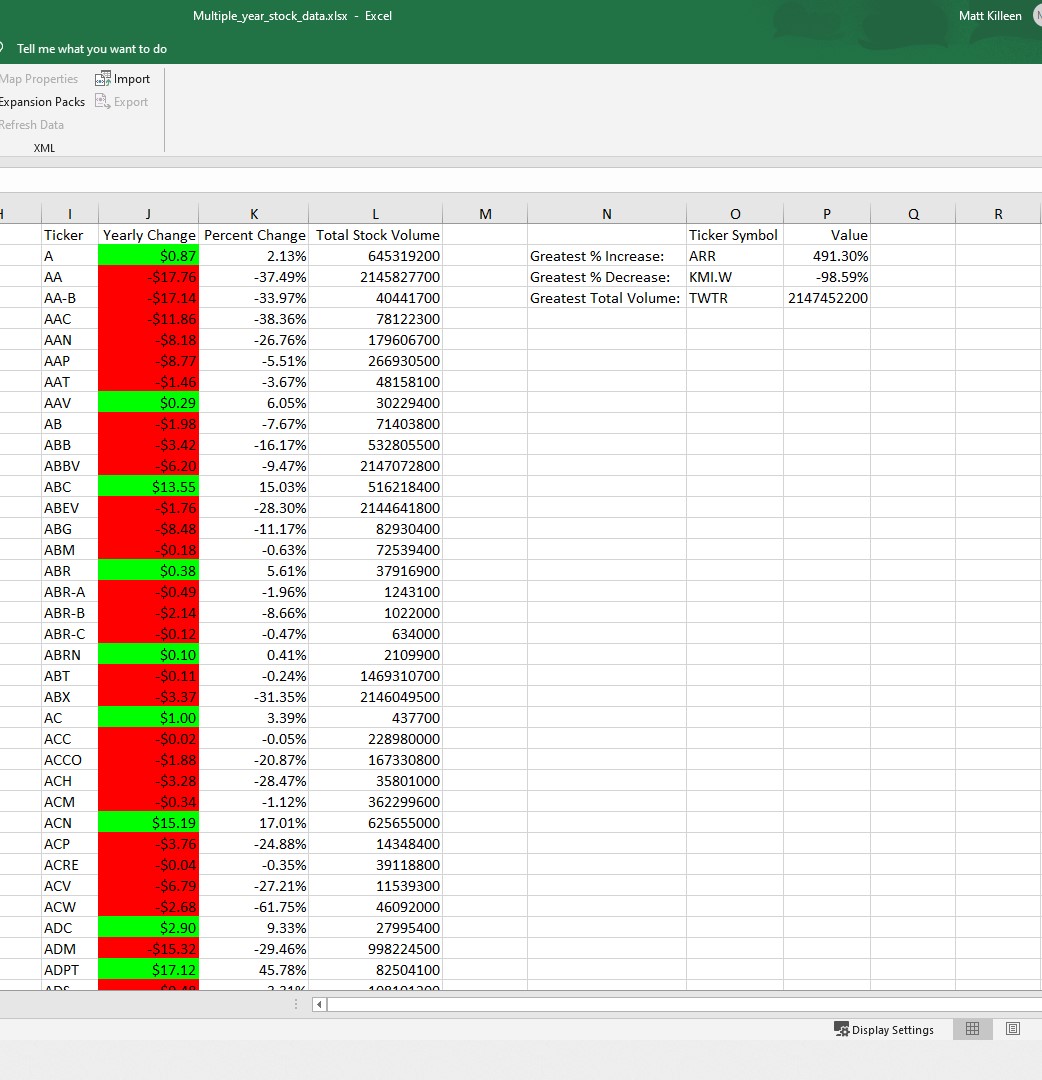 Multiple_year_stock_data.xlsx - Excel Matt Killeen
Tell me what you want to do
Map Properties Import
Expansion Packs Export
Refresh Data
XML
H I J K L M N O P Q R
Ticker Yearly Change Percent Change Total Stock Volume Ticker Symbol Value
A $0.87 2.13% 645319200 Greatest % Increase: ARR 491.30%
AA -$17.76 -37.49% 2145827700 Greatest % Decrease: KMI.W -98.59%
AA-B -$17.14 -33.97% 40441700 Greatest Total Volume: TWTR 2147452200
AAC -$11.86 -38.36% 78122300
AAN -$8.18 -26.76% 179606700
AAP -$8.77 -5.51% 266930500
AAT -$1.46 -3.67% 48158100
AAV $0.29 6.05% 30229400
AB -$1.98 -7.67% 71403800
ABB -$3.42 -16.17% 532805500
ABBV -$6.20 -9.47% 2147072800
ABC $13.55 15.03% 516218400
ABEV -$1.76 -28.30% 2144641800
ABG -$8.48 -11.17% 82930400
ABM -$0.18 -0.63% 72539400
ABR $0.38 5.61% 37916900
ABR-A -$0.49 -1.96% 1243100
ABR-B -$2.14 -8.66% 1022000
ABR-C -$0.12 -0.47% 634000
ABRN $0.10 0.41% 2109900
ABT -$0.11 -0.24% 1469310700
ABX -$3.37 -31.35% 2146049500
AC $1.00 3.39% 437700
ACC -$0.02 -0.05% 228980000
ACCO -$1.88 -20.87% 167330800
ACH -$3.28 -28.47% 35801000
ACM -$0.34 -1.12% 362299600
ACN $15.19 17.01% 625655000
ACP -$3.76 -24.88% 14348400
ACRE -$0.04 -0.35% 39118800
ACV -$6.79 -27.21% 11539300
ACW -$2.68 -61.75% 46092000
ADC $2.90 9.33% 27995400
ADM -$15.32 -29.46% 998224500
ADPT $17.12 45.78% 82504100
Display Settings